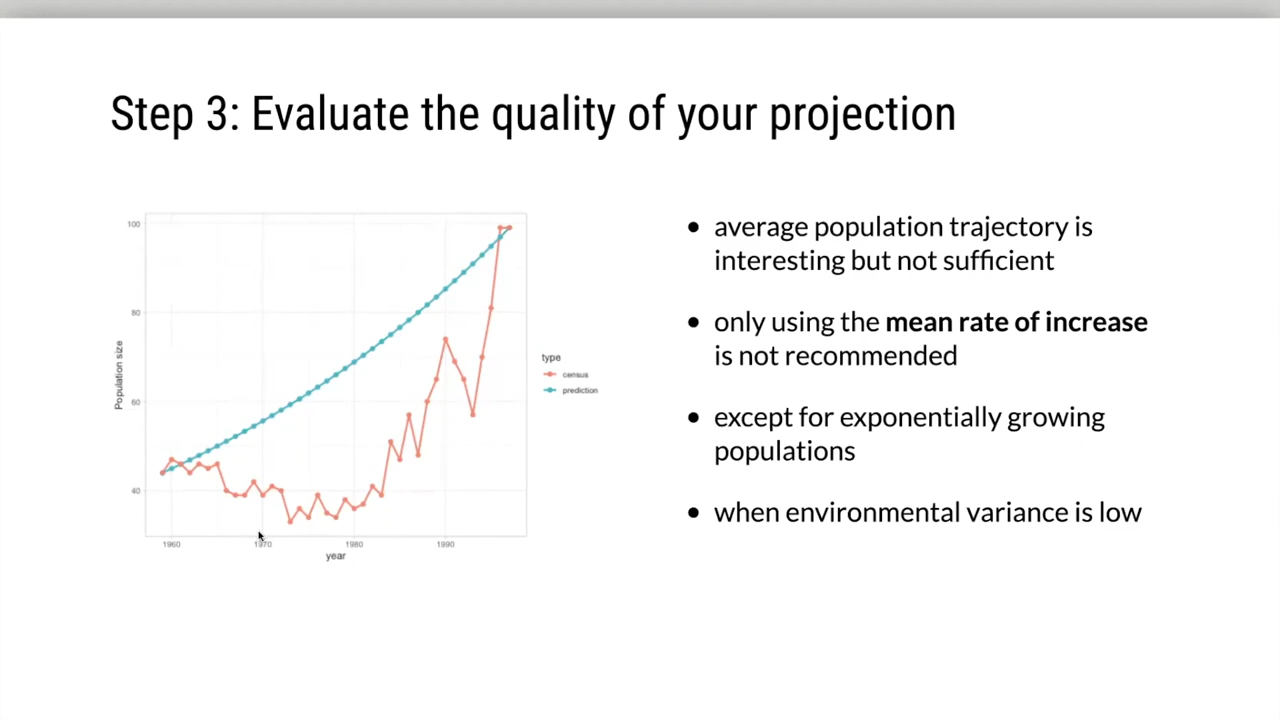 Step 3: Evaluate the quality of your projection
100
80
60
40
1960
1970
1980
1990
Population size
year
type
census
prediction
• average population trajectory is
interesting but not sufficient
• only using the mean rate of increase
is not recommended
• except for exponentially growing
populations
• when environmental variance is low